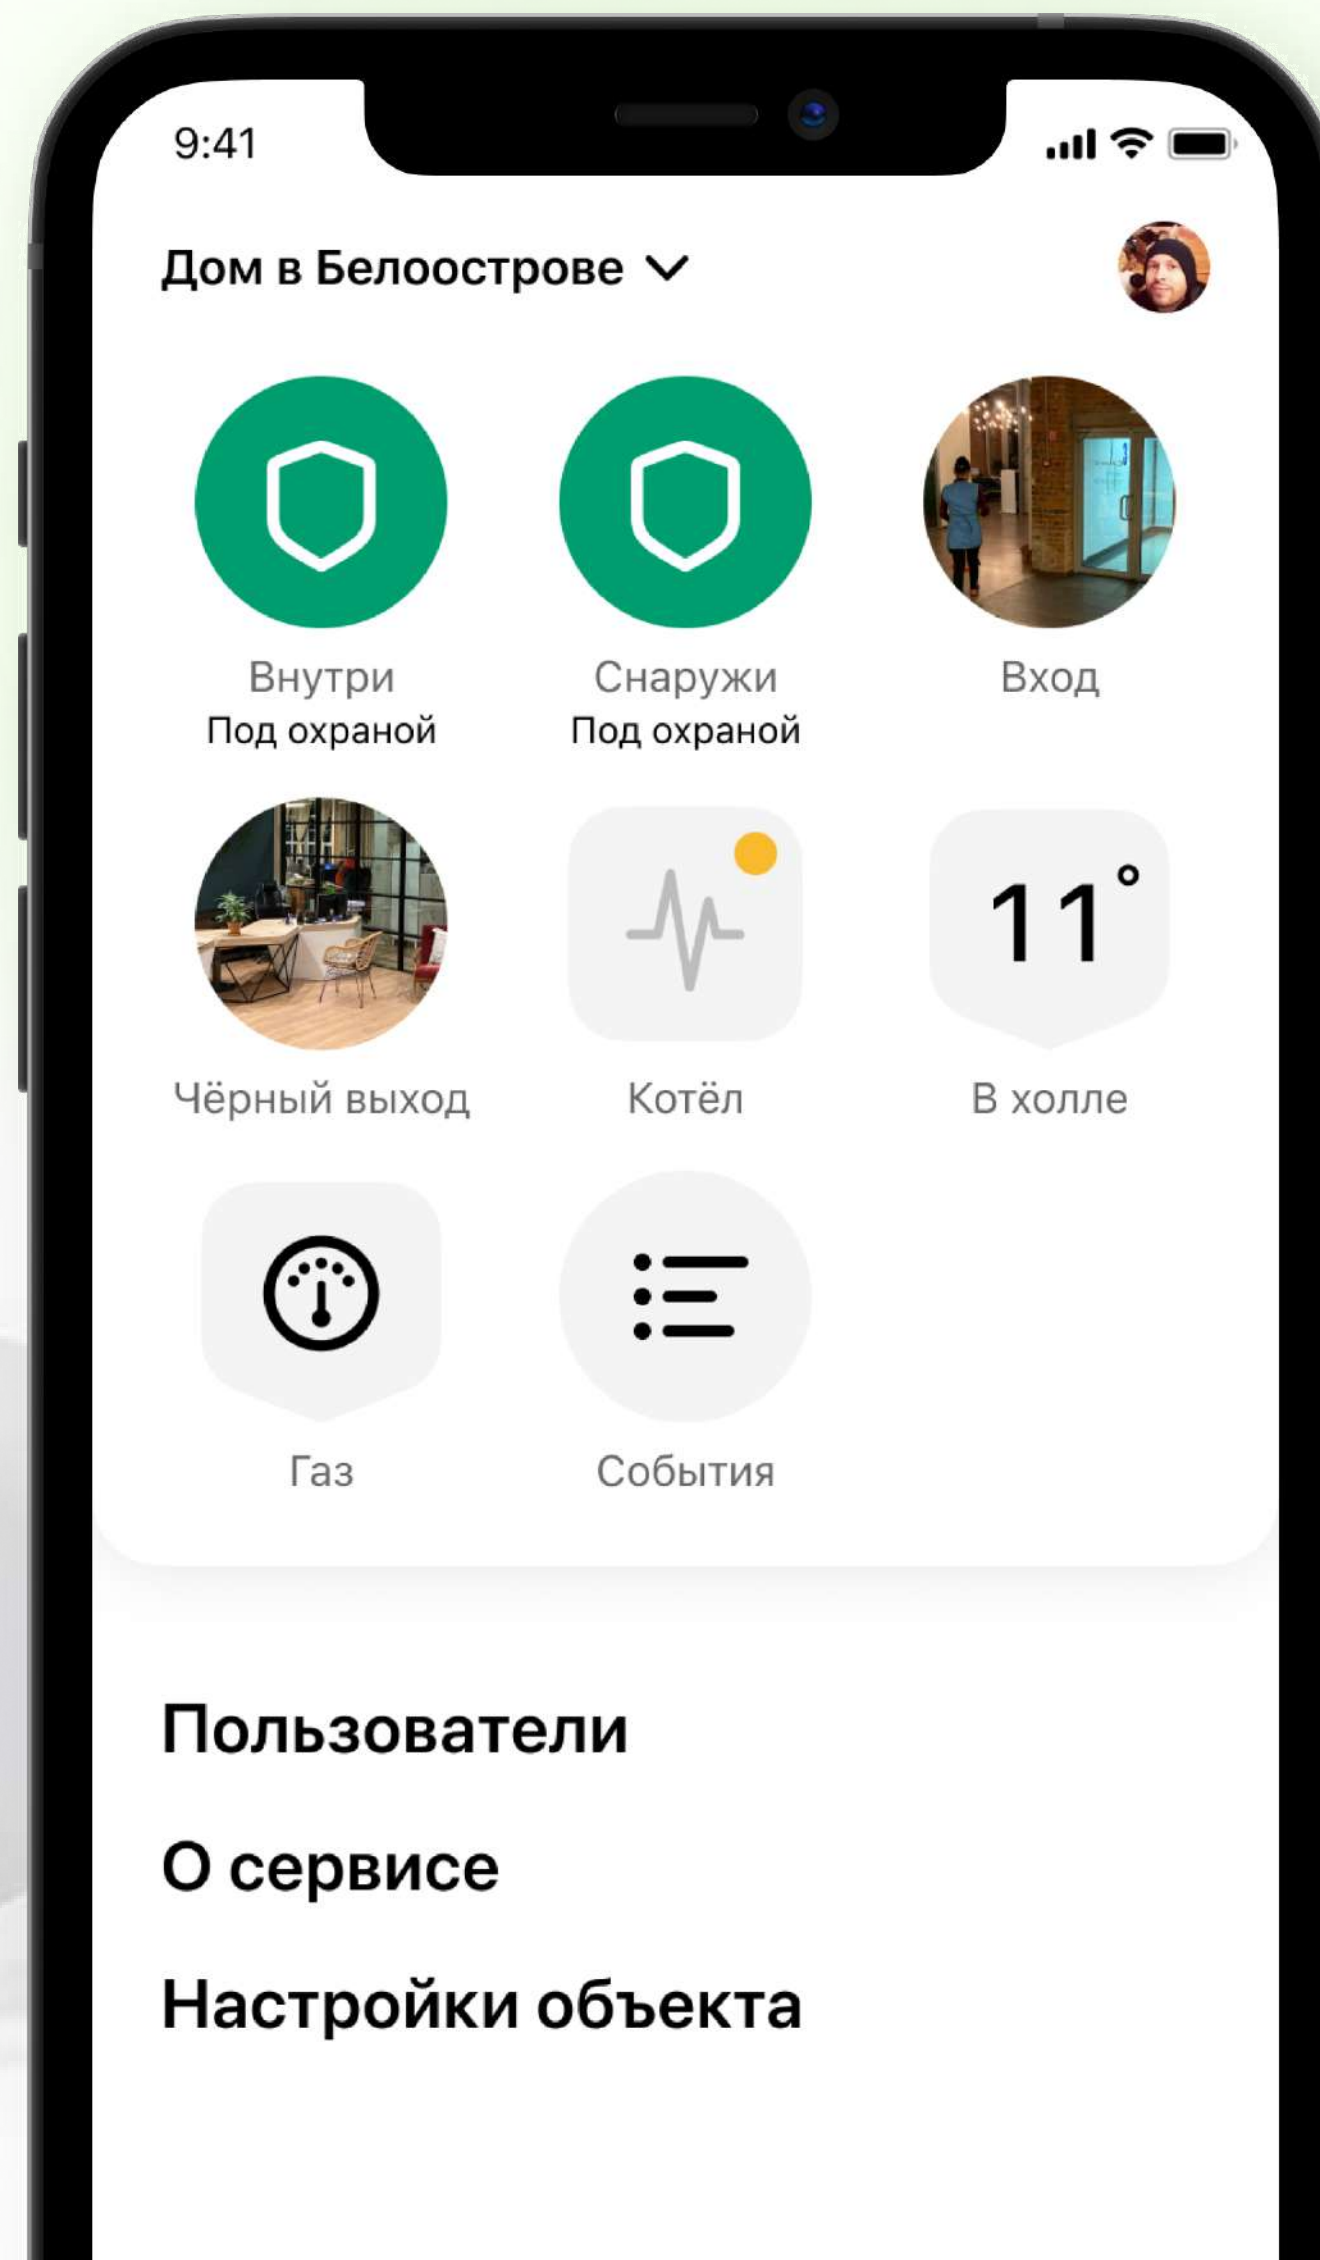 9:41
Дом в Белоострове
Внутри
Под охраной
Снаружи
Под охраной
Вход
Чёрный выход
Котёл
11°
В холле
Газ
События
Пользователи
О сервисе
Настройки объекта